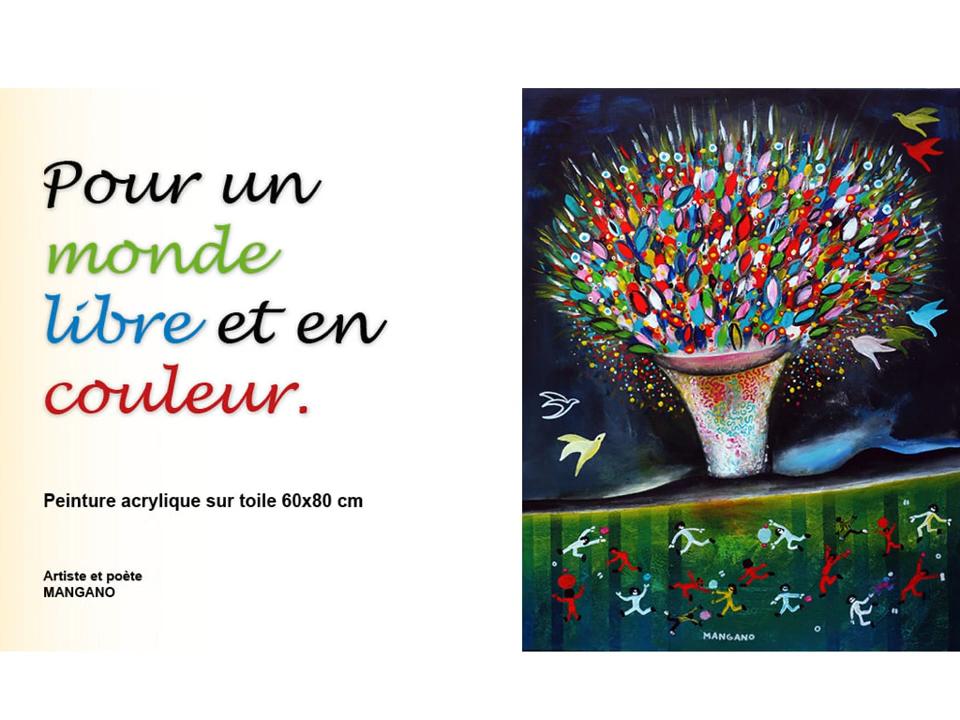 Pour un
monde
libre et en
couleur.
Peinture acrylique sur toile 60x80 cm
Artiste et poète
MANGANO
MANGANO